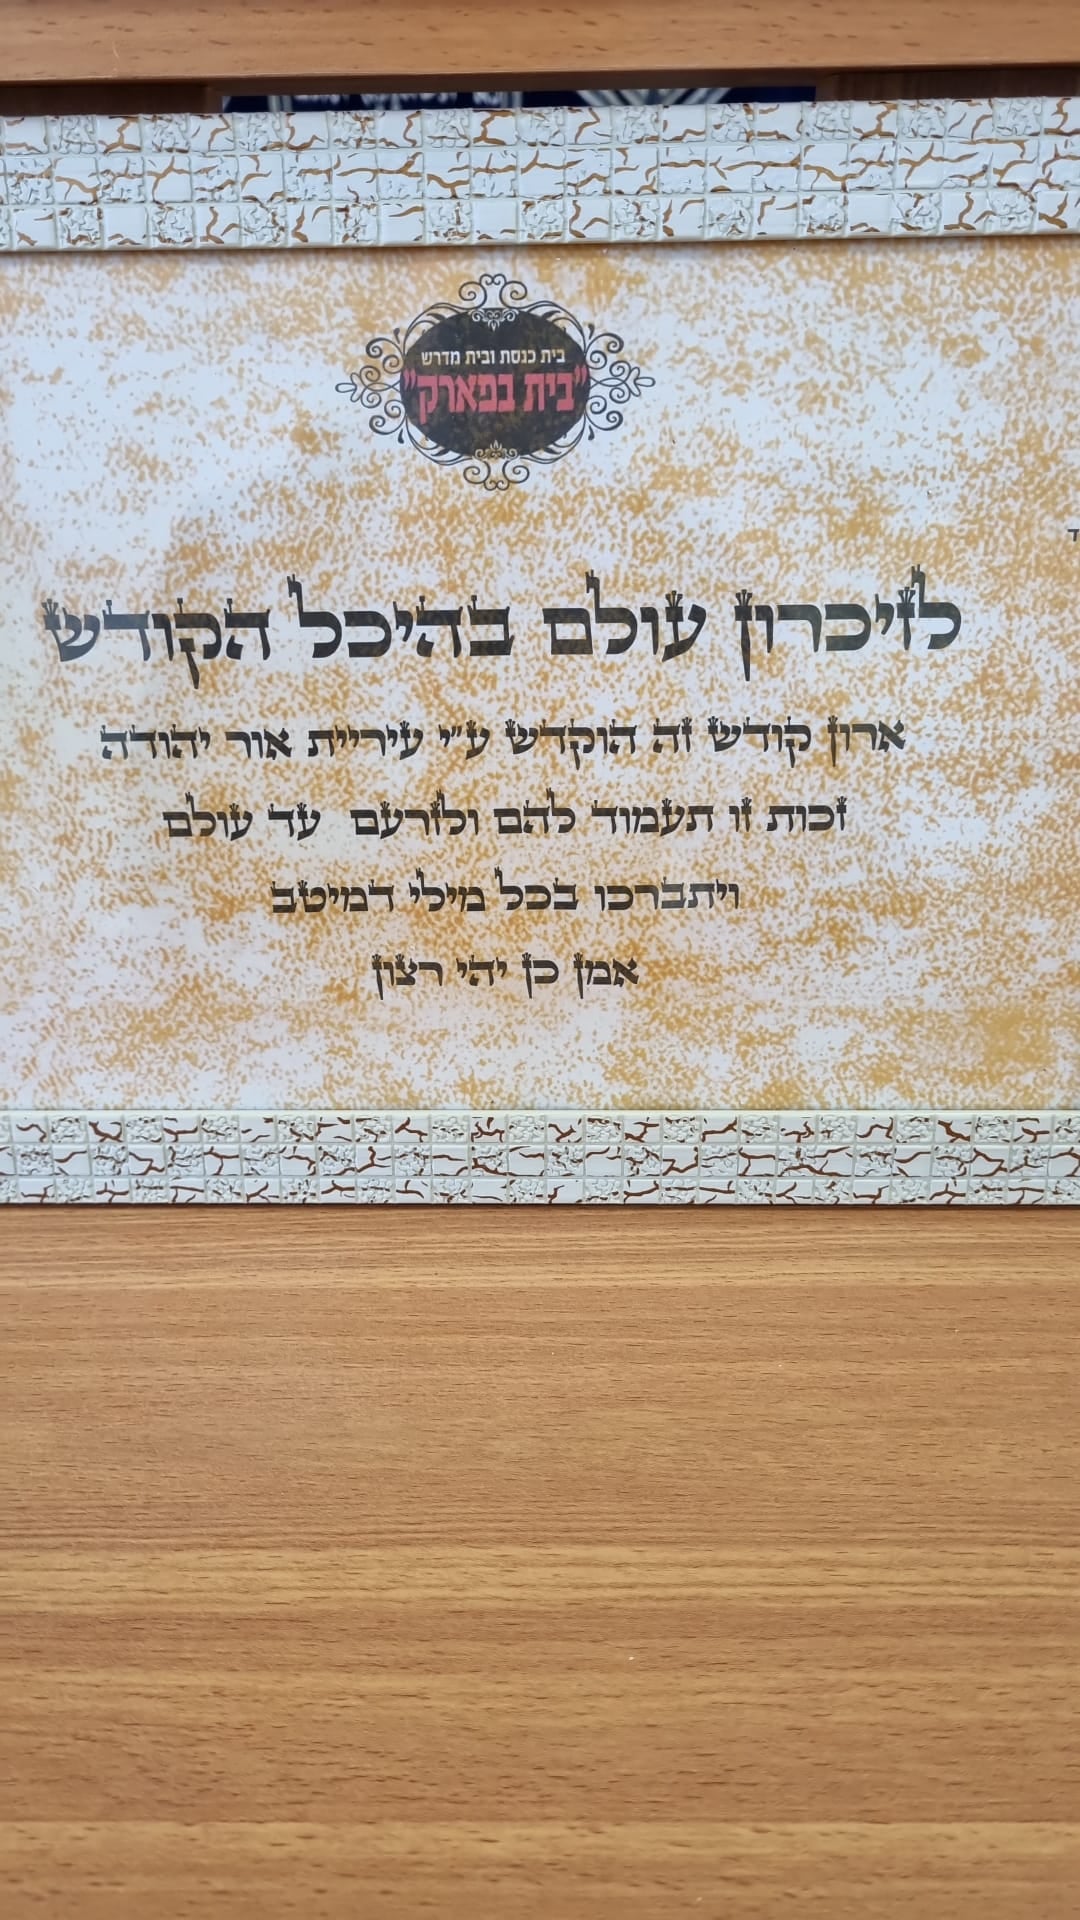 ד
בית כנסת ובית מדרש
"בית בפארק"
לזיכרון עולם בהיכל הקודש
ארון קודש זה הוקדש ע"י עיריית אור יהודה
זכות זו תעמוד להם ולזרעם עד עולם
ויתברכו בכל מילי דמיטב
אמן כן יהי רצון